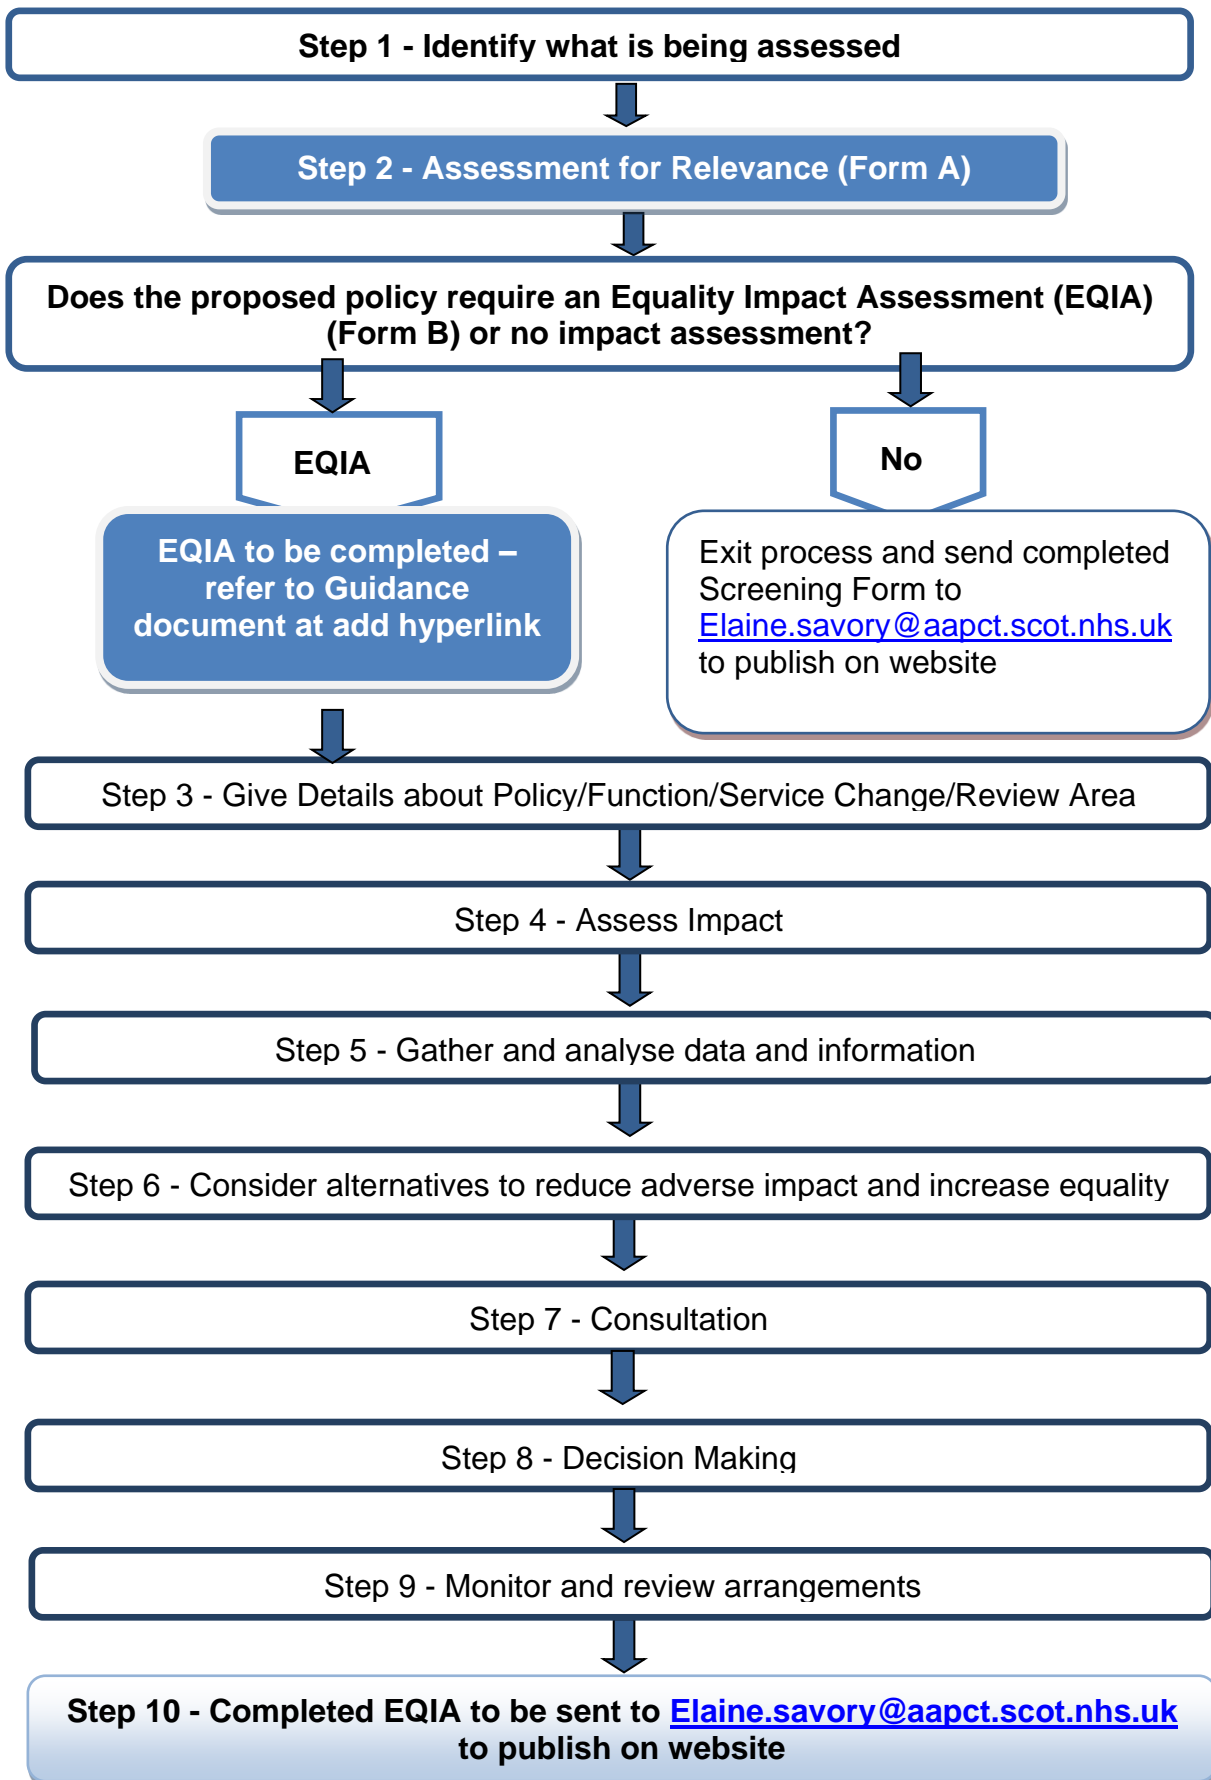 Step 1 - Identify what is being assessed
Step 2 - Assessment for Relevance (Form A)
Does the proposed policy require an Equality Impact Assessment (EQIA)
(Form B) or no impact assessment?
EQIA
No
EQIA to be completed –
refer to Guidance
document at add hyperlink
Exit process and send completed
Screening Form to
Elaine.savory@aapct.scot.nhs.uk
to publish on website
Step 3 - Give Details about Policy/Function/Service Change/Review Area
Step 4 - Assess Impact
Step 5 - Gather and analyse data and information
Step 6 - Consider alternatives to reduce adverse impact and increase equality
Step 7 - Consultation
Step 8 - Decision Making
Step 9 - Monitor and review arrangements
Step 10 - Completed EQIA to be sent to Elaine.savory@aapct.scot.nhs.uk
to publish on website